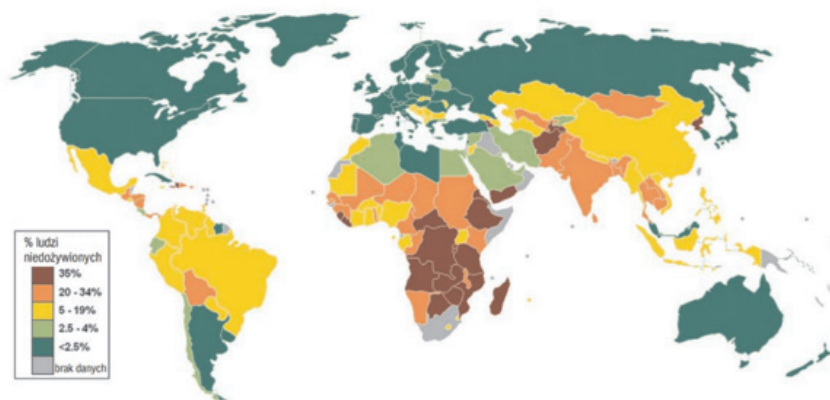 % ludzi
niedożywionych
35%
20 - 34%
5 - 19%
2.5 - 4%
<2.5%
brak danych